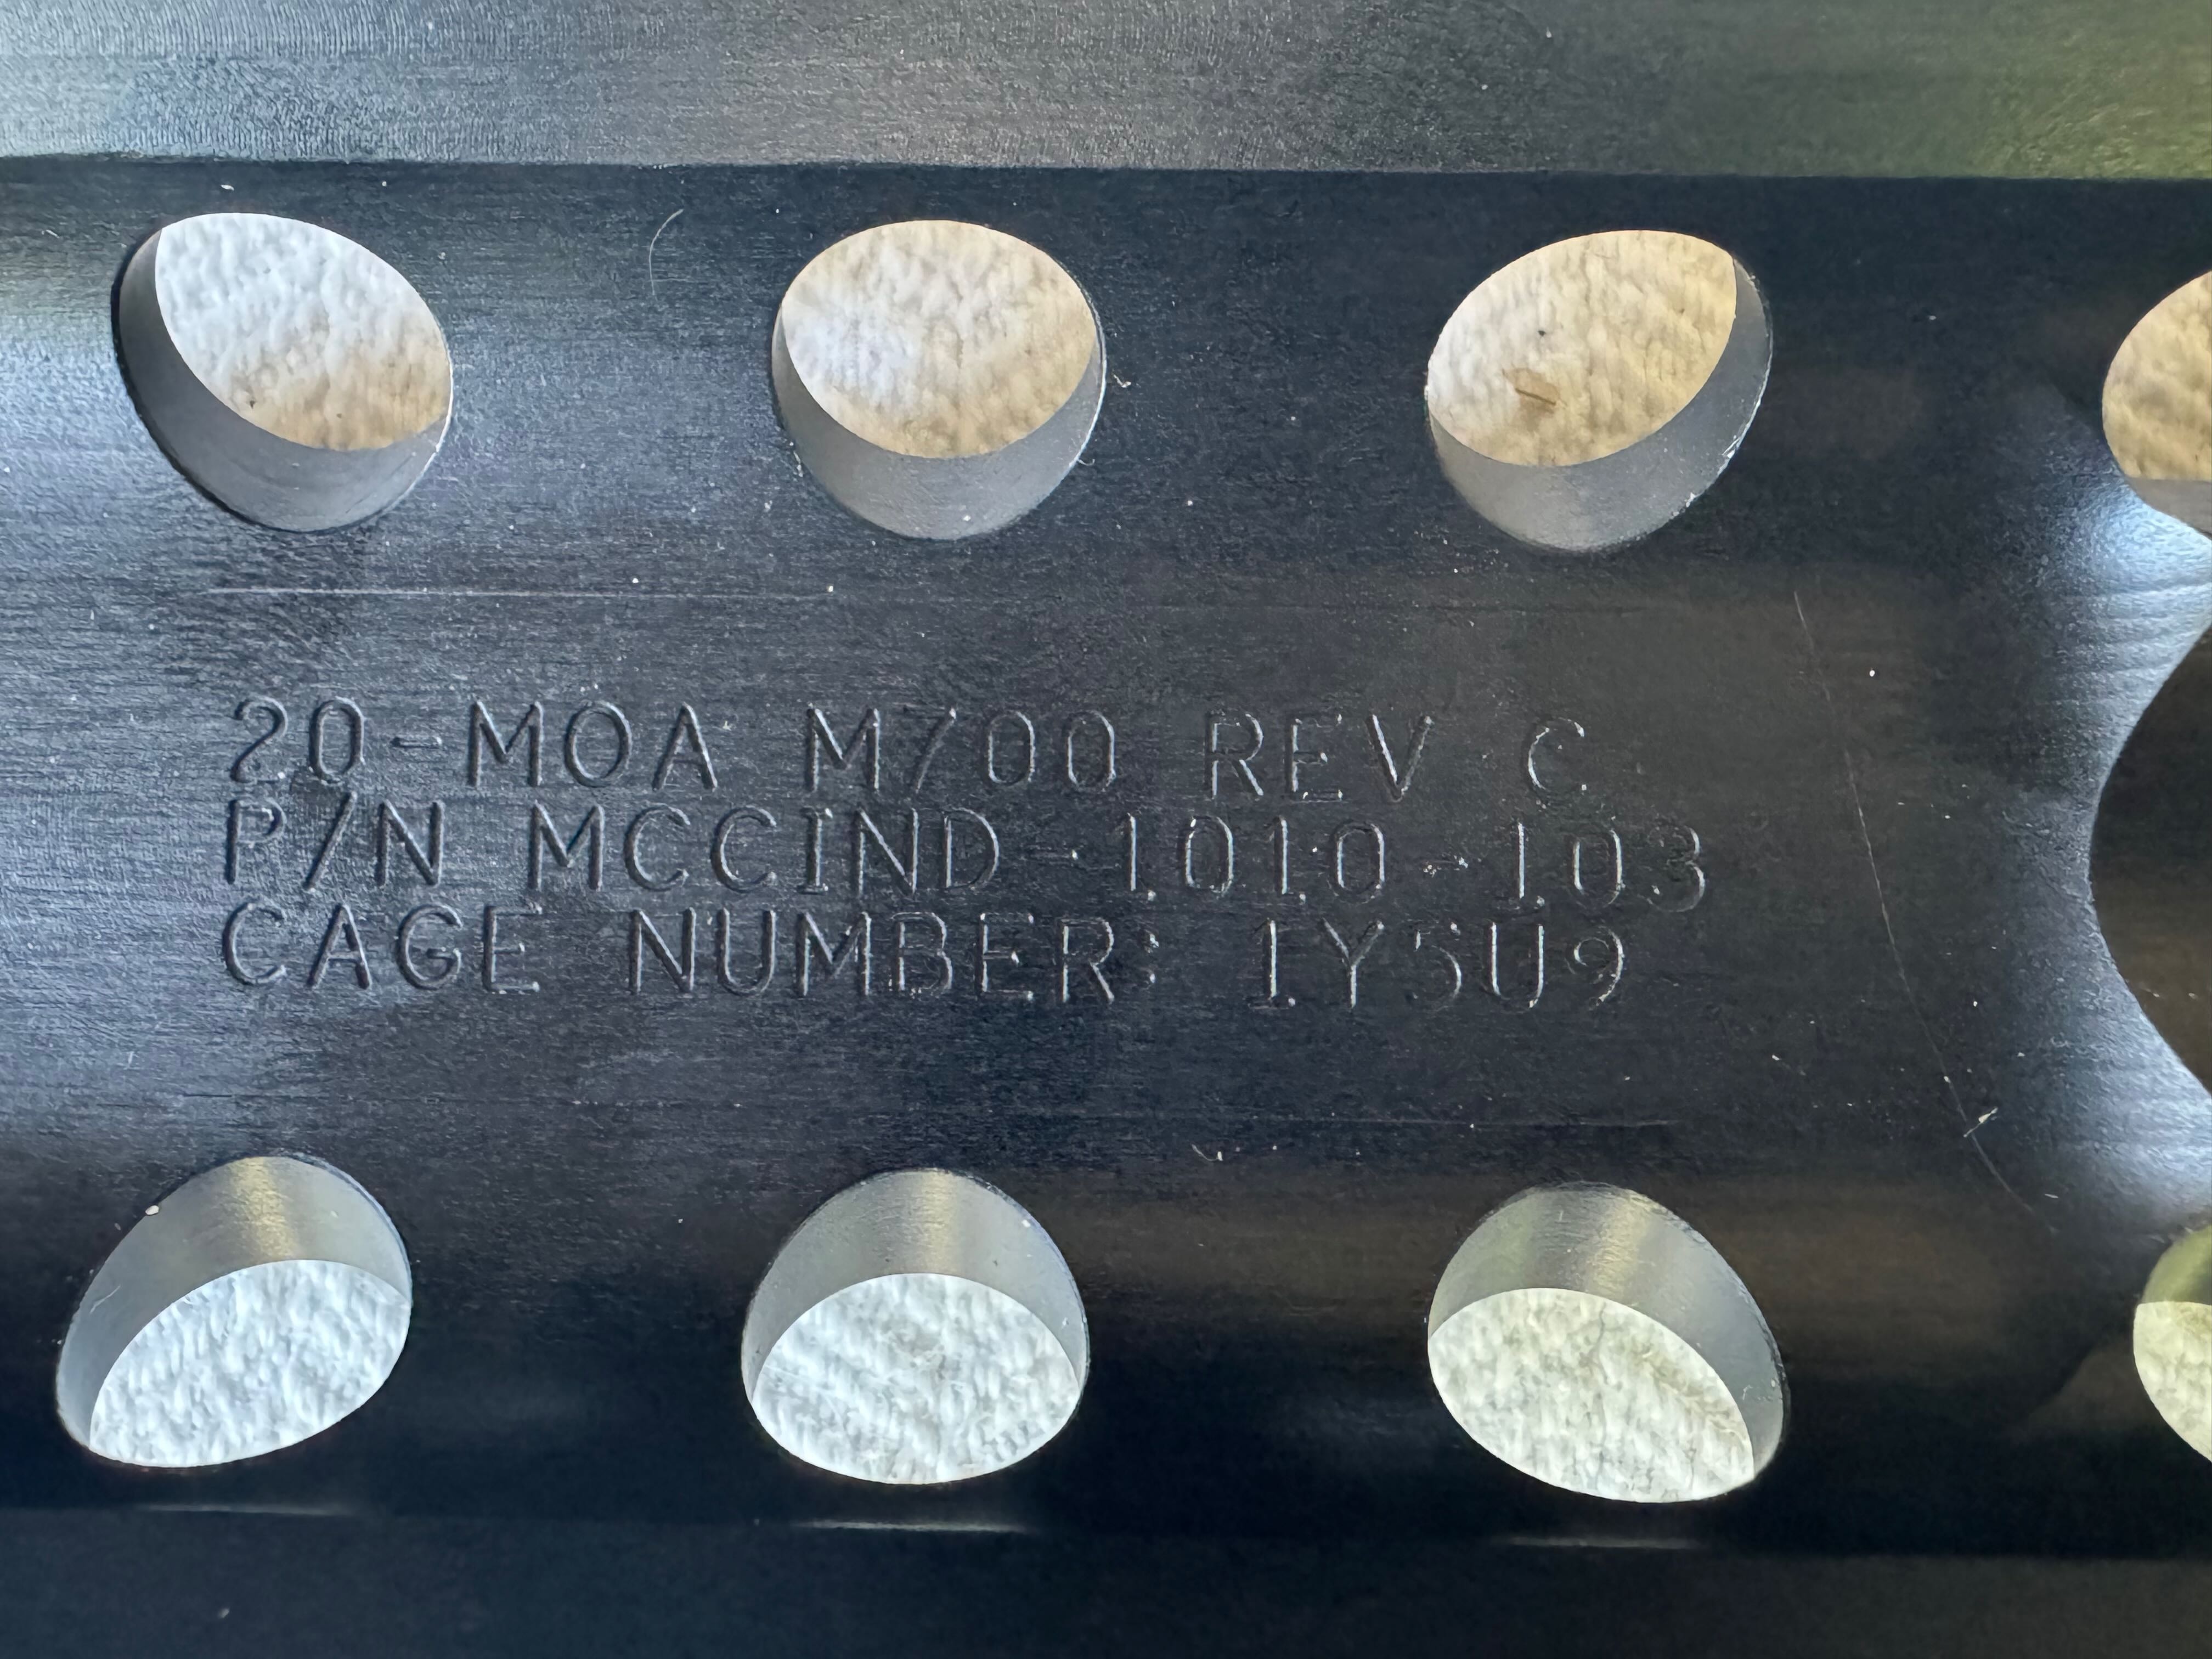 20-MOA M700 REV C
P/N MCCIND-1010-103
CAGE NUMBER: 1Y5U9